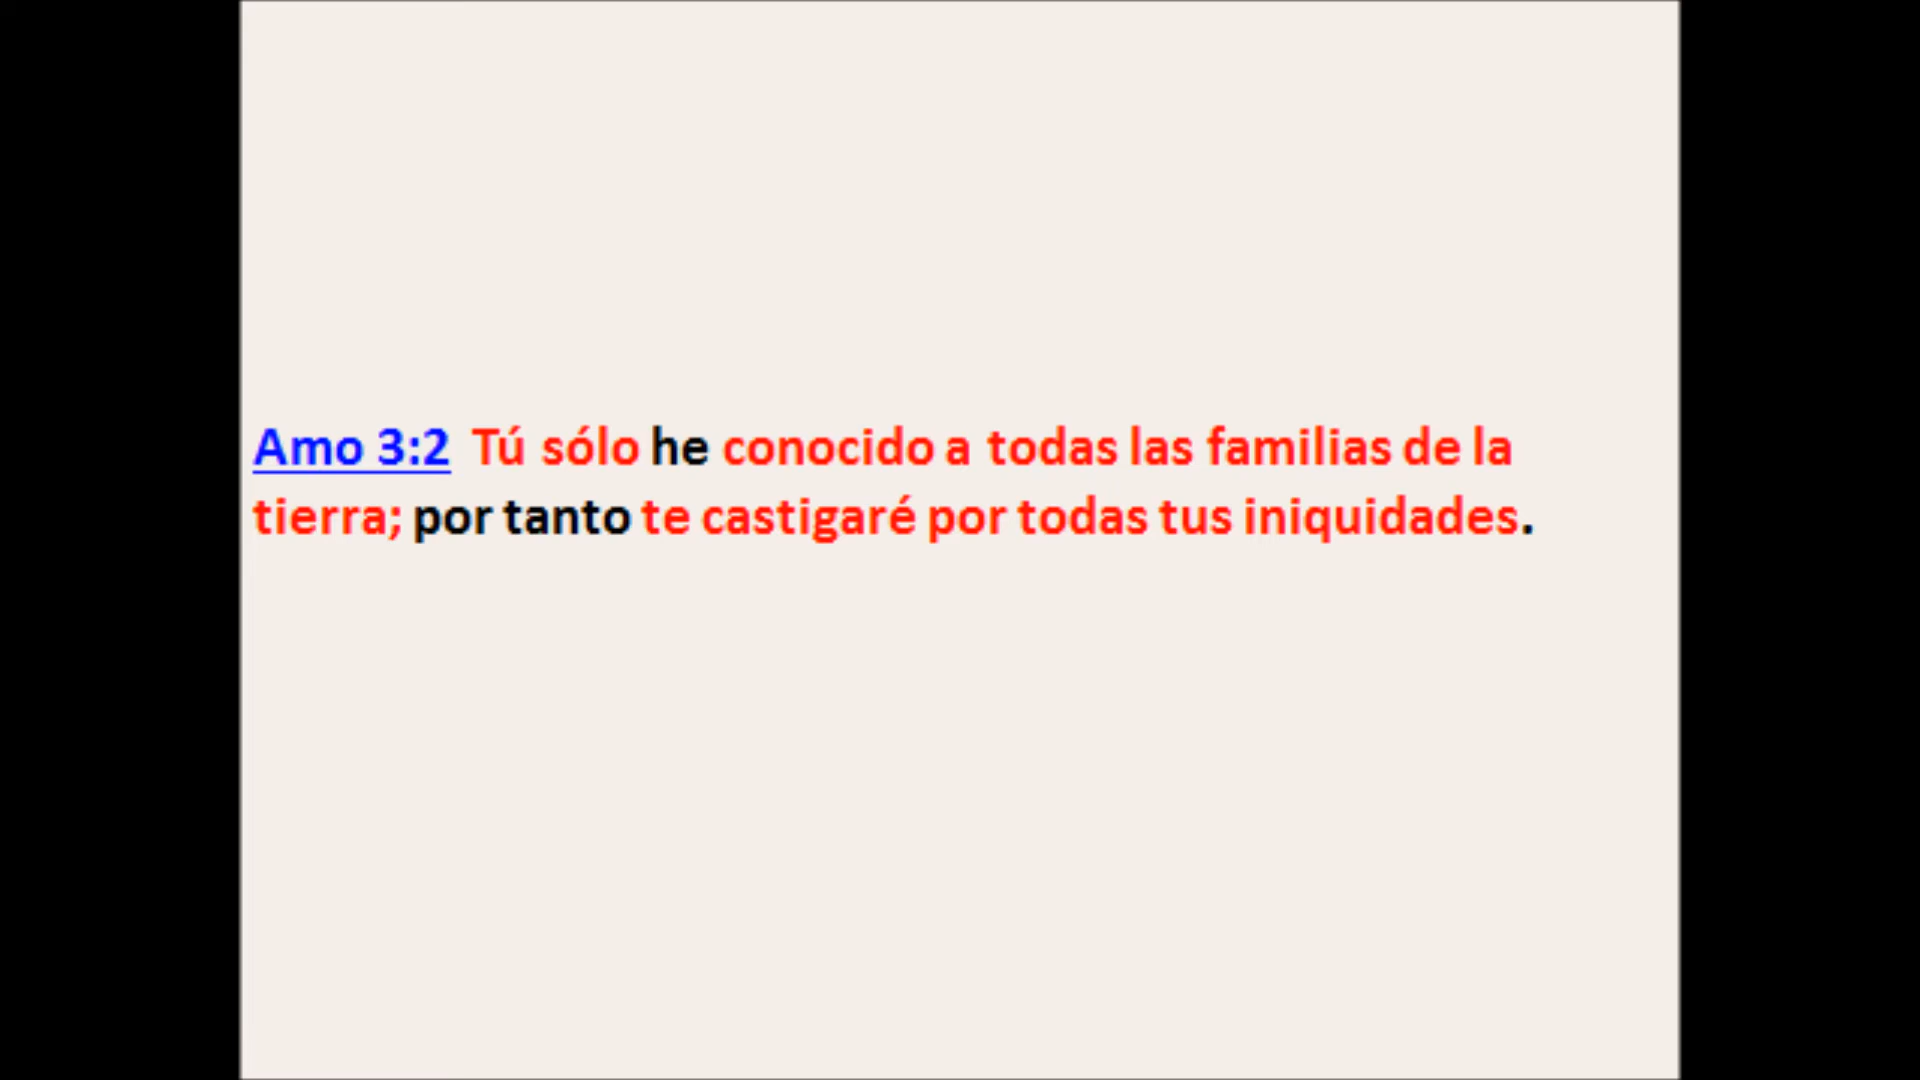 Amo 3:2 Tú sólo he conocido a todas las familias de la
tierra; por tanto te castigaré por todas tus iniquidades.